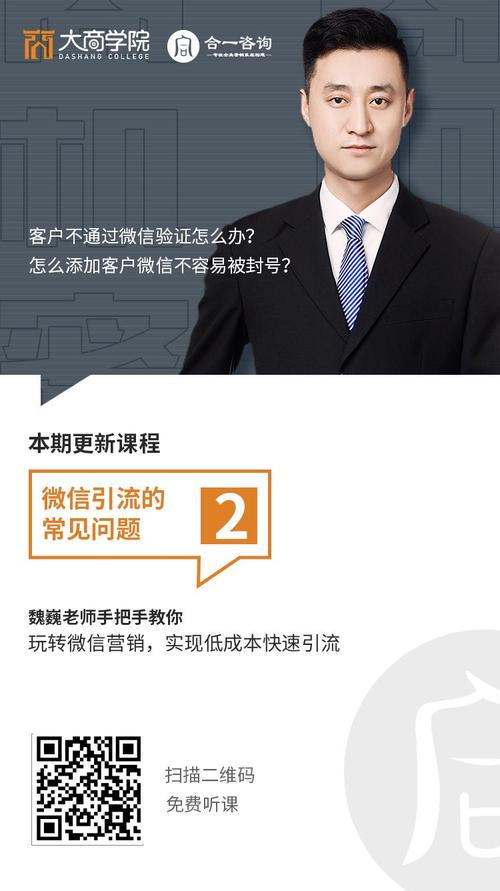 大商学院
DASHANG COLLEGE
合一咨询
客户不通过微信验证怎么办?
怎么添加客户微信不容易被封号?
本期更新课程
微信引流的
常见问题
2
魏巍老师手把手教你
玩转微信营销，实现低成本快速引流
扫描二维码
免费听课